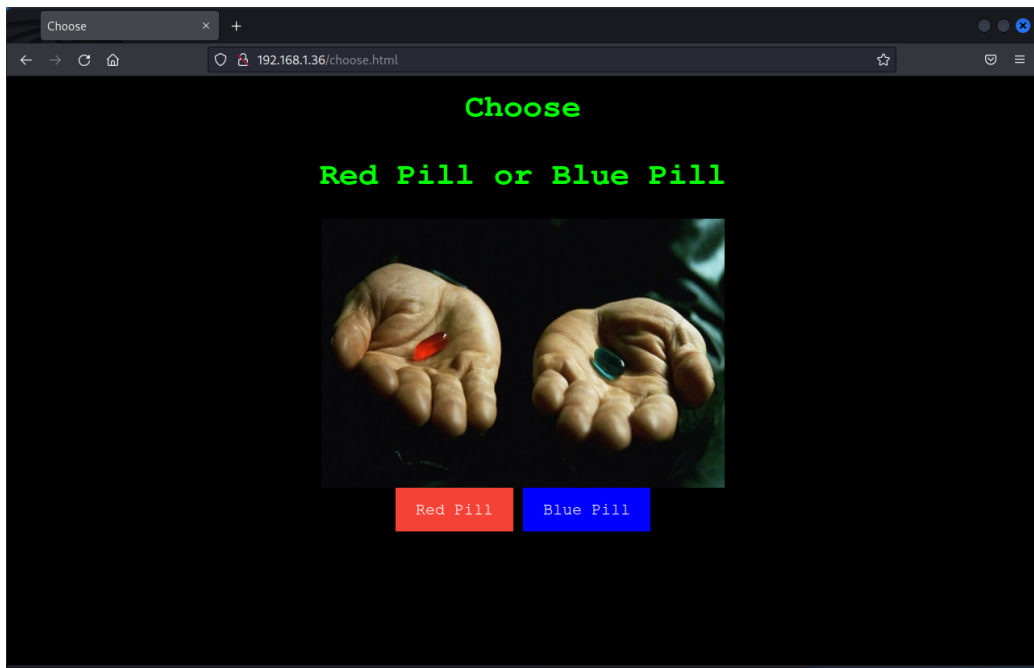 Choose
192.168.1.36/choose.html
Choose
Red Pill or Blue Pill
Red Pill
Blue Pill